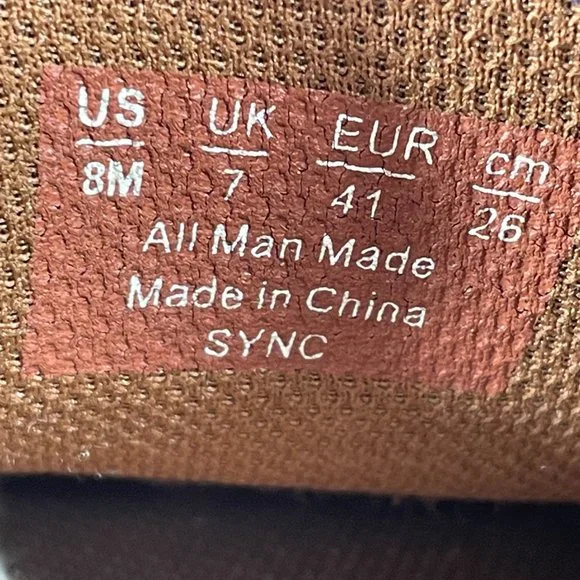 US UK EUR cm
8M 7 41 26
All Man Made
Made in China
SYNC